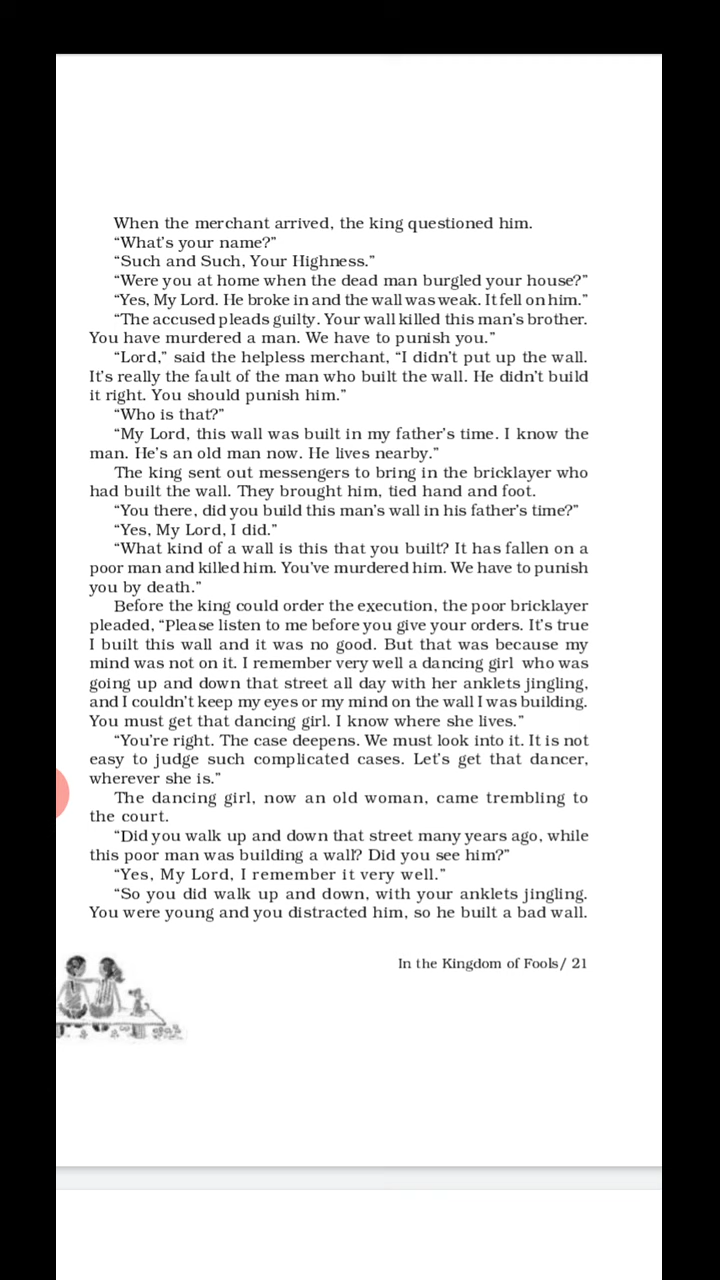 When the merchant arrived, the king questioned him.
“What’s your name?”
“Such and Such, Your Highness.”
“Were you at home when the dead man burgled your house?”
“Yes, My Lord. He broke in and the wall was weak. It fell on him.”
“The accused pleads guilty. Your wall killed this man’s brother.
You have murdered a man. We have to punish you.”
“Lord,” said the helpless merchant, “I didn’t put up the wall.
It’s really the fault of the man who built the wall. He didn’t build
it right. You should punish him.”
“Who is that?”
“My Lord, this wall was built in my father’s time. I know the
man. He’s an old man now. He lives nearby.”
The king sent out messengers to bring in the bricklayer who
had built the wall. They brought him, tied hand and foot.
“You there, did you build this man’s wall in his father’s time?”
“Yes, My Lord, I did.”
“What kind of a wall is this that you built? It has fallen on a
poor man and killed him. You’ve murdered him. We have to punish
you by death.”
Before the king could order the execution, the poor bricklayer
pleaded, “Please listen to me before you give your orders. It’s true
I built this wall and it was no good. But that was because my
mind was not on it. I remember very well a dancing girl who was
going up and down that street all day with her anklets jingling,
and I couldn’t keep my eyes or my mind on the wall I was building.
You must get that dancing girl. I know where she lives.”
“You’re right. The case deepens. We must look into it. It is not
easy to judge such complicated cases. Let’s get that dancer,
wherever she is.”
The dancing girl, now an old woman, came trembling to
the court.
“Did you walk up and down that street many years ago, while
this poor man was building a wall? Did you see him?”
“Yes, My Lord, I remember it very well.”
“So you did walk up and down, with your anklets jingling.
You were young and you distracted him, so he built a bad wall.
In the Kingdom of Fools/ 21